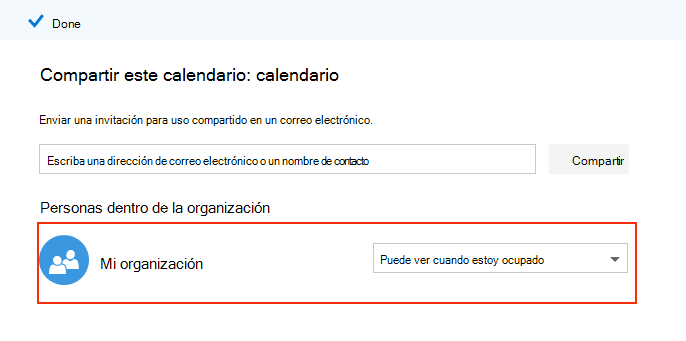 Done
Compartir este calendario: calendario
Enviar una invitación para uso compartido en un correo electrónico.
Escriba una dirección de correo electrónico o un nombre de contacto
Compartir
Personas dentro de la organización
Mi organización
Puede ver cuando estoy ocupado